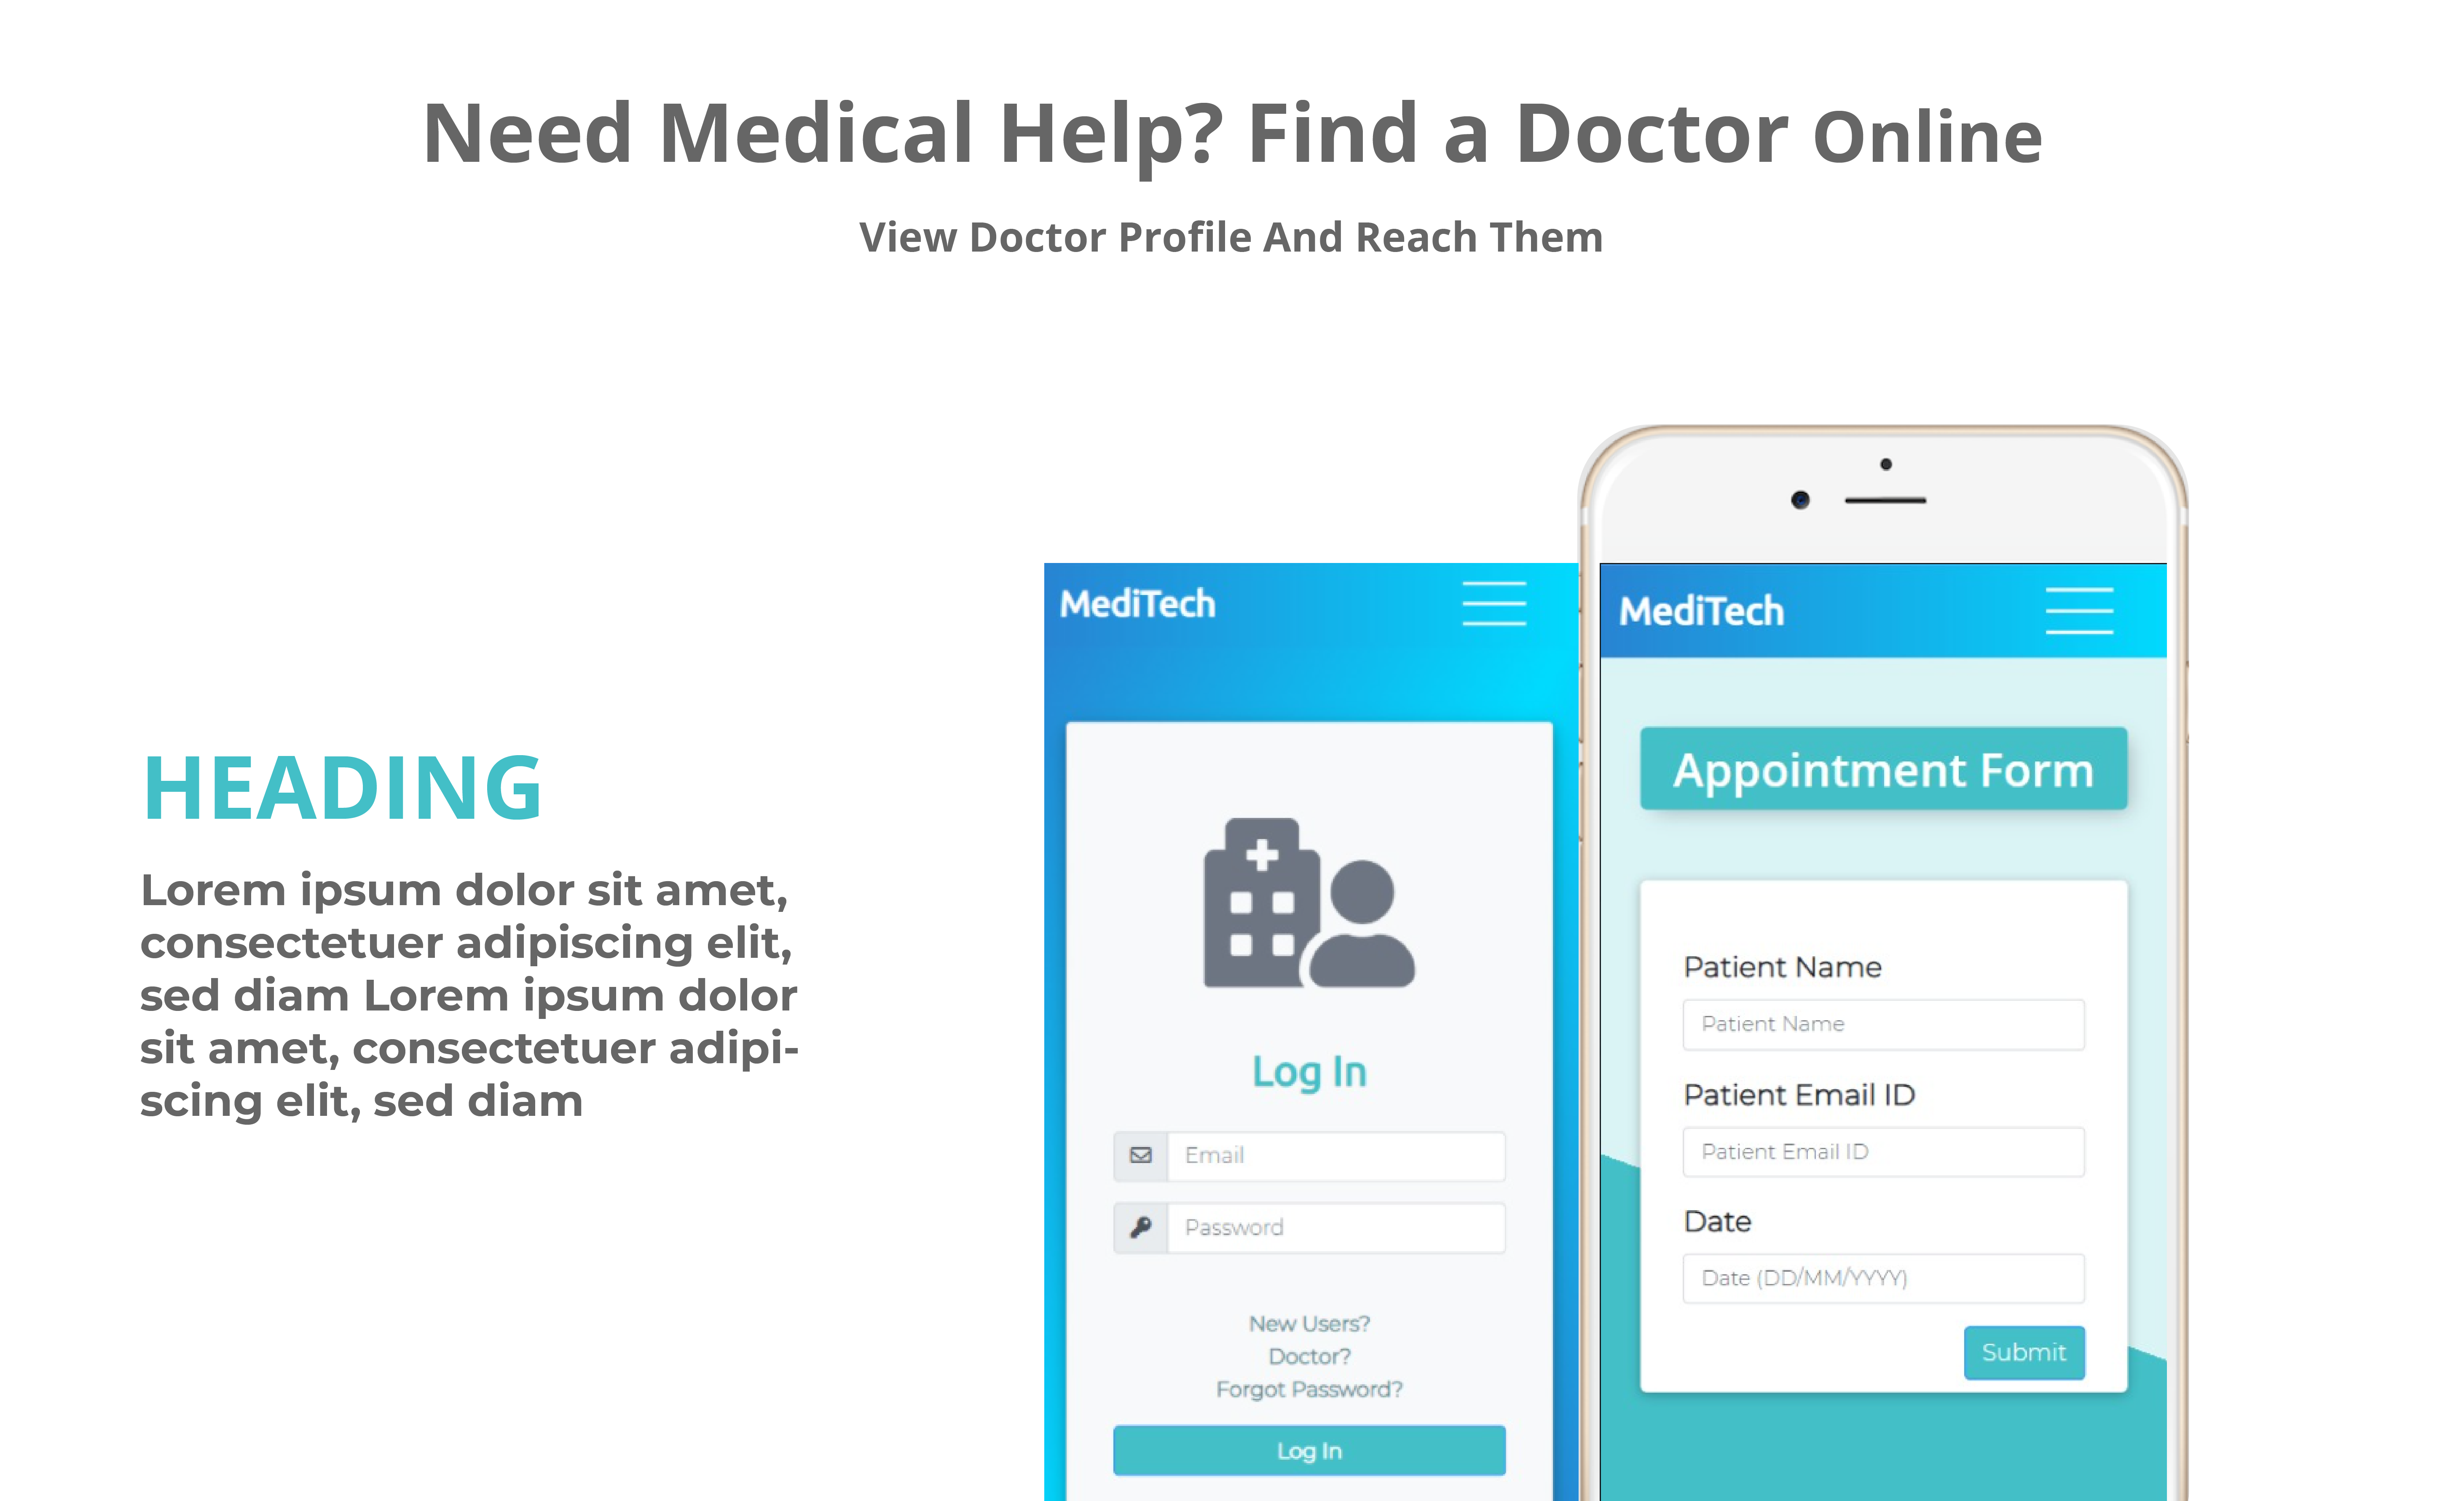 Need Medical Help? Find a Doctor Online
View Doctor Profile And Reach Them
HEADING
Lorem ipsum dolor sit amet,
consectetuer adipiscing elit,
sed diam Lorem ipsum dolor
sit amet, consectetuer adipi-
scing elit, sed diam
MediTech
Log In
Email
Password
New Users?
Doctor?
Forgot Password?
Log In
MediTech
Appointment Form
Patient Name
Patient Name
Patient Email ID
Patient Email ID
Date
Date (DD/MM/YYYY)
Submit